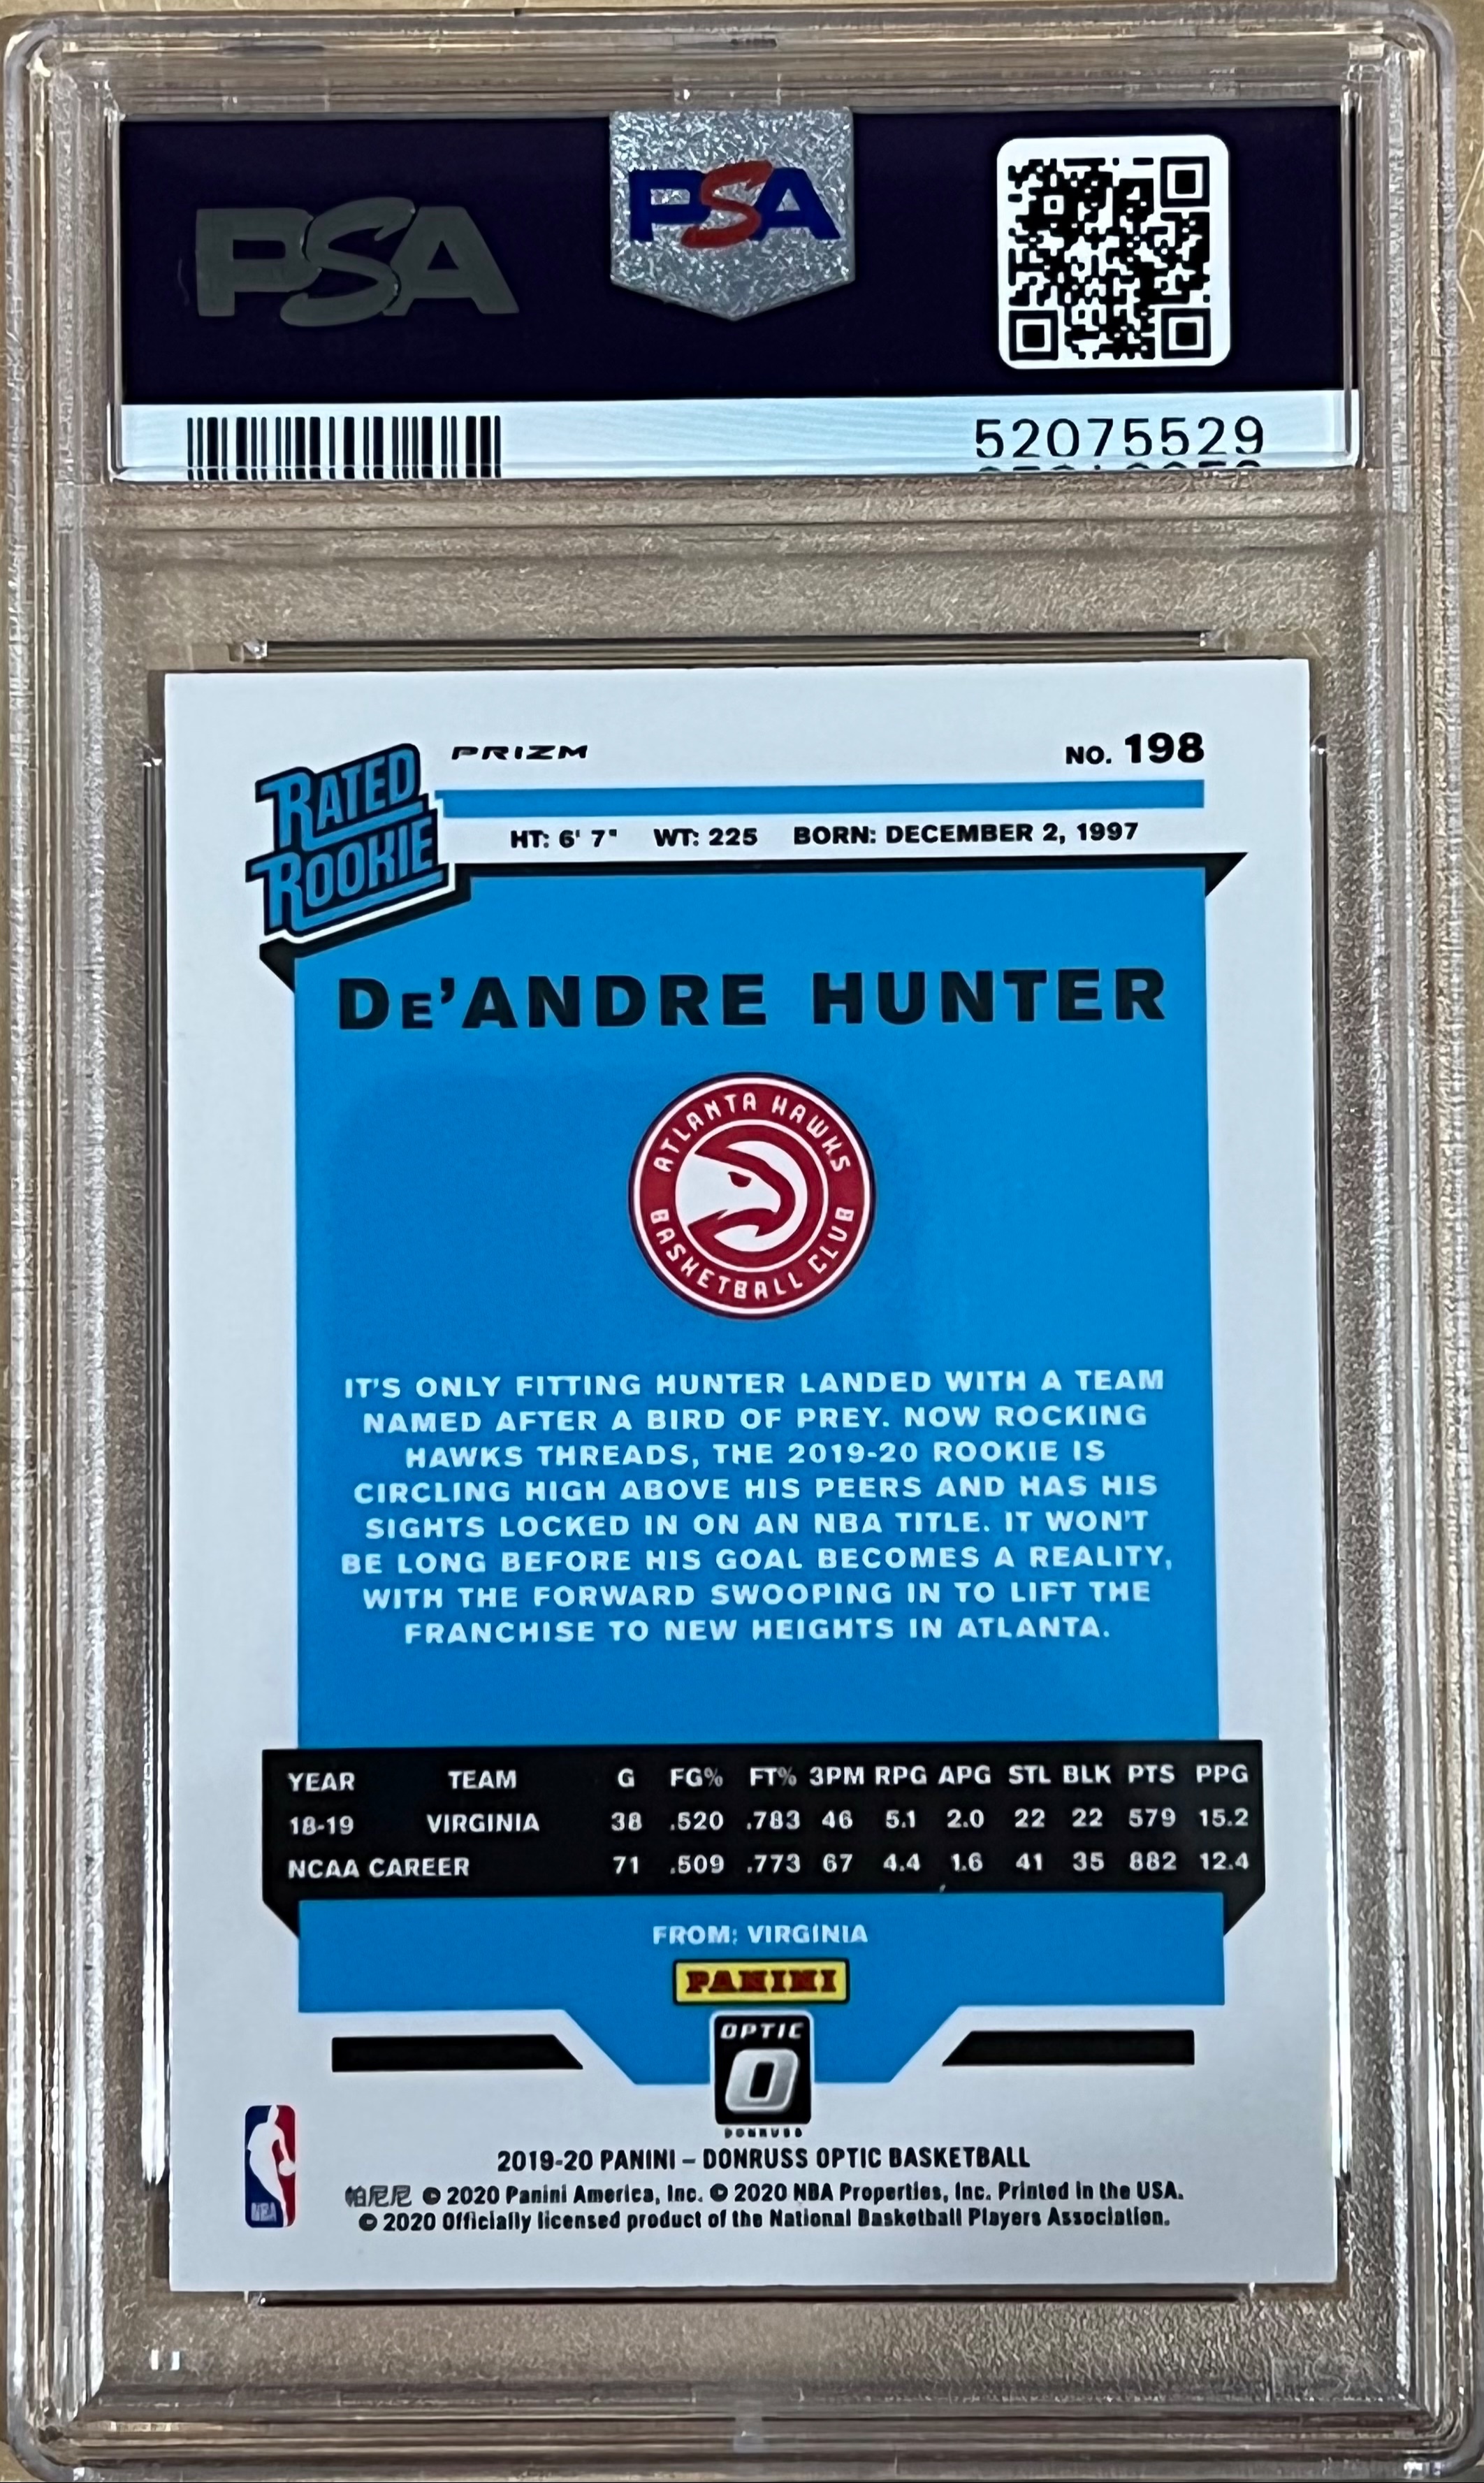 PSA
PSA
52075529
RATED ROOKIE
PRIZM
NO. 198
HT: 6' 7" WT: 225 BORN: DECEMBER 2, 1997
DE'ANDRE HUNTER
ATLANTA HAWKS
BASKETBALL CLUB
IT'S ONLY FITTING HUNTER LANDED WITH A TEAM
NAMED AFTER A BIRD OF PREY. NOW ROCKING
HAWKS THREADS, THE 2019-20 ROOKIE IS
CIRCLING HIGH ABOVE HIS PEERS AND HAS HIS
SIGHTS LOCKED IN ON AN NBA TITLE. IT WON'T
BE LONG BEFORE HIS GOAL BECOMES A REALITY,
WITH THE FORWARD SWOOPING IN TO LIFT THE
FRANCHISE TO NEW HEIGHTS IN ATLANTA.
YEAR TEAM G FG% FT% 3PM RPG APG STL BLK PTS PPG
18-19 VIRGINIA 38 .520 .783 46 5.1 2.0 22 22 579 15.2
NCAA CAREER 71 .509 .773 67 4.4 1.6 41 35 882 12.4
FROM: VIRGINIA
PANINI
OPTIC
O
DONRUSS
NBA
2019-20 PANINI – DONRUSS OPTIC BASKETBALL
帕尼尼 © 2020 Panini America, Inc. © 2020 NBA Properties, Inc. Printed in the USA.
© 2020 Officially licensed product of the National Basketball Players Association.